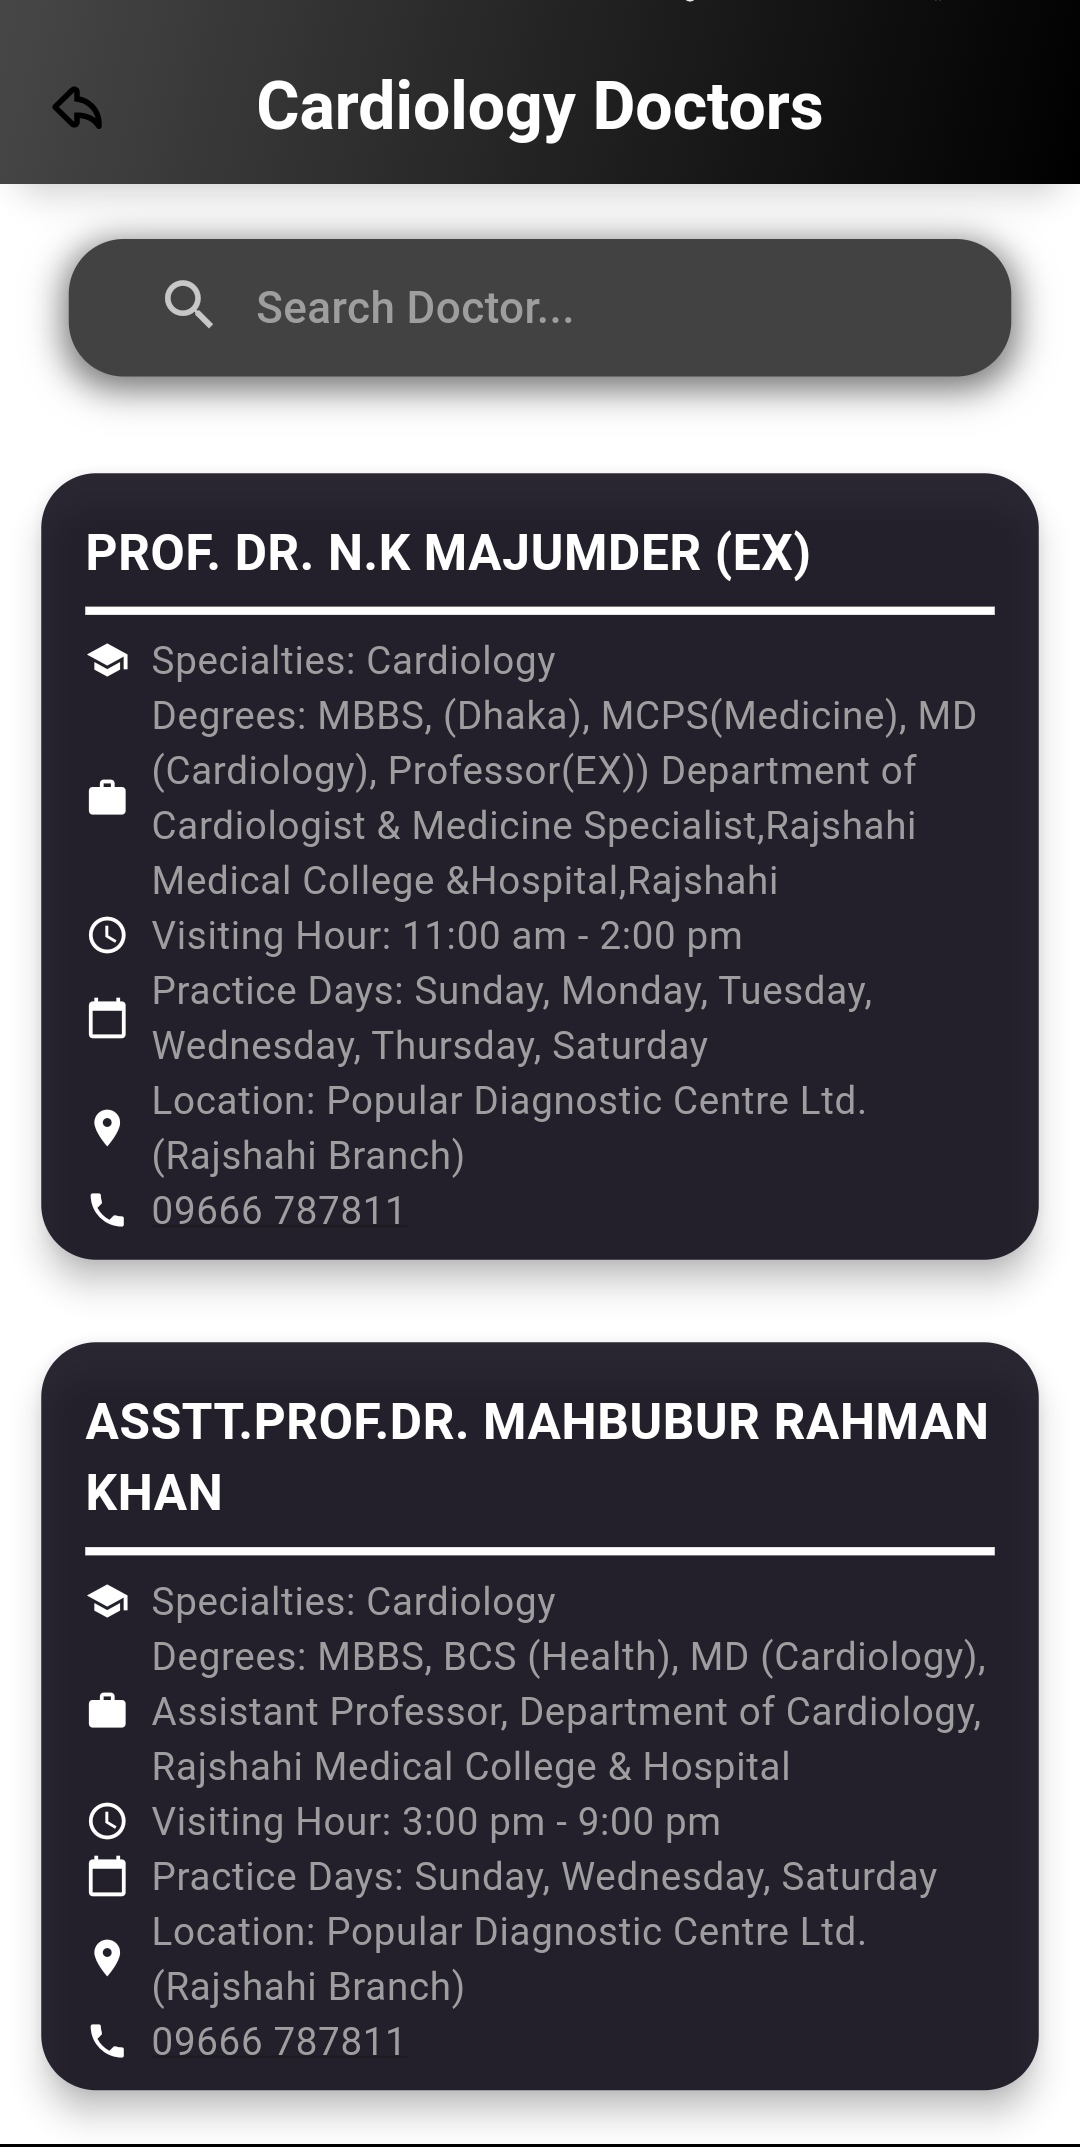 Cardiology Doctors
Search Doctor...
PROF. DR. N.K MAJUMDER (EX)
Specialties: Cardiology
Degrees: MBBS, (Dhaka), MCPS(Medicine), MD
(Cardiology), Professor(EX)) Department of
Cardiologist & Medicine Specialist,Rajshahi
Medical College &Hospital,Rajshahi
Visiting Hour: 11:00 am - 2:00 pm
Practice Days: Sunday, Monday, Tuesday,
Wednesday, Thursday, Saturday
Location: Popular Diagnostic Centre Ltd.
(Rajshahi Branch)
09666 787811
ASSTT.PROF.DR. MAHBUBUR RAHMAN
KHAN
Specialties: Cardiology
Degrees: MBBS, BCS (Health), MD (Cardiology),
Assistant Professor, Department of Cardiology,
Rajshahi Medical College & Hospital
Visiting Hour: 3:00 pm - 9:00 pm
Practice Days: Sunday, Wednesday, Saturday
Location: Popular Diagnostic Centre Ltd.
(Rajshahi Branch)
09666 787811